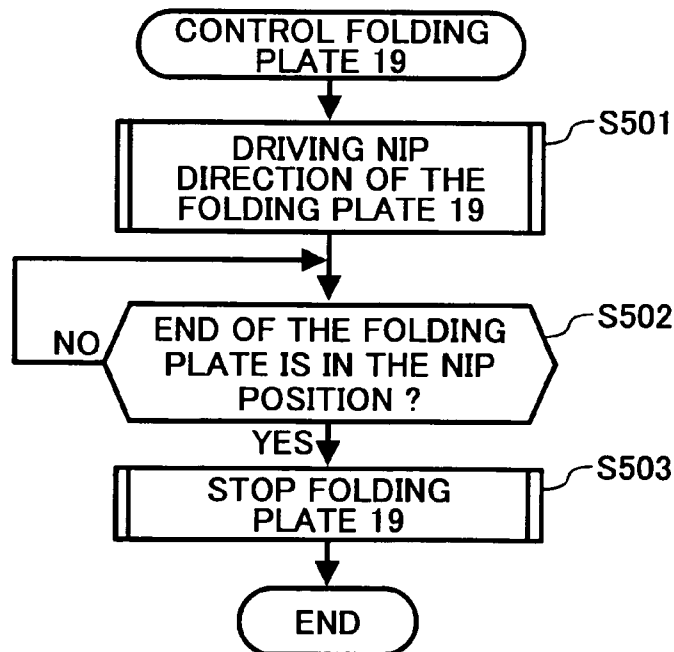 CONTROL FOLDING
PLATE 19
S501
DRIVING NIP
DIRECTION OF THE
FOLDING PLATE 19
S502
END OF THE FOLDING
PLATE IS IN THE NIP
POSITION ?
NO
YES
S503
STOP FOLDING
PLATE 19
END